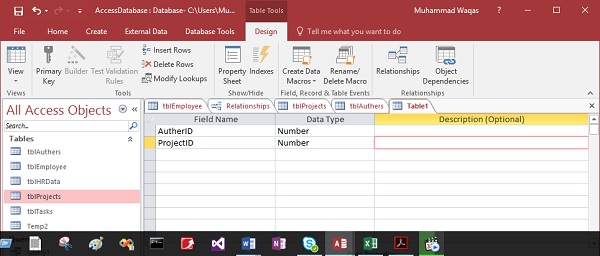 AccessDatabase : Database- C:\Users\Mu...
Table Tools
Muhammad Waqas
File
Home
Create
External Data
Database Tools
Design
Tell me what you want to do
Views
Primary Key
Builder
Test Validation Rules
Insert Rows
Delete Rows
Modify Lookups
Property Sheet
Indexes
Create Data Macros
Rename/Delete Macro
Relationships
Object Dependencies
Views
Tools
Show/Hide
Field, Record & Table Events
Relationships
All Access Objects
Search...
Tables
tblAuthers
tblEmployee
tblHRData
tblProjects
tblTasks
Temp2
tblEmployee
Relationships
tblProjects
tblAuthers
Table1
Field Name
Data Type
Description (Optional)
AutherID
Number
ProjectID
Number